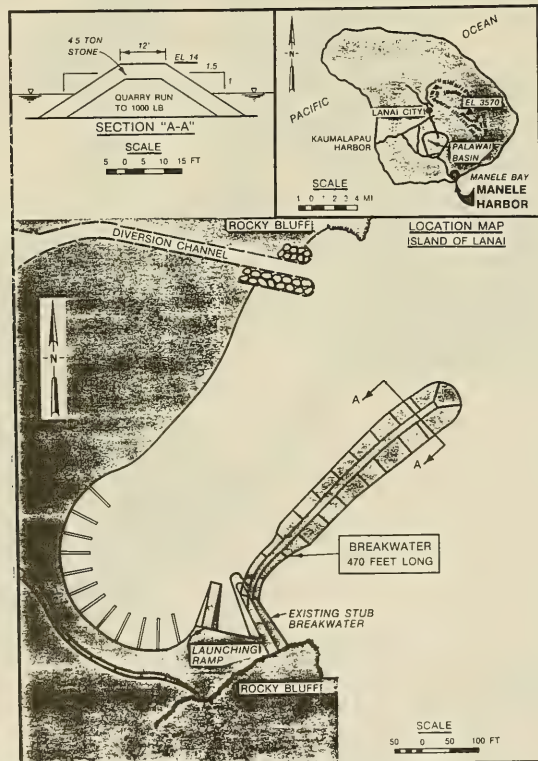 12'
EL 14
4.5 TON
STONE
1.5
1
QUARRY RUN
TO 1000 LB
SECTION "A-A"
SCALE
5 0 5 10 15 FT
-N-
OCEAN
PACIFIC
LANAI CITY
EL 3570
KAUMALAPAU
HARBOR
PALAWAI
BASIN
MANELE BAY
MANELE
HARBOR
SCALE
1 0 1 2 3 4 MI
LOCATION MAP
ISLAND OF LANAI
ROCKY BLUFF
DIVERSION CHANNEL
-N-
A
A
BREAKWATER
470 FEET LONG
EXISTING STUB
BREAKWATER
LAUNCHING
RAMP
ROCKY BLUFF
SCALE
50 0 50 100 FT